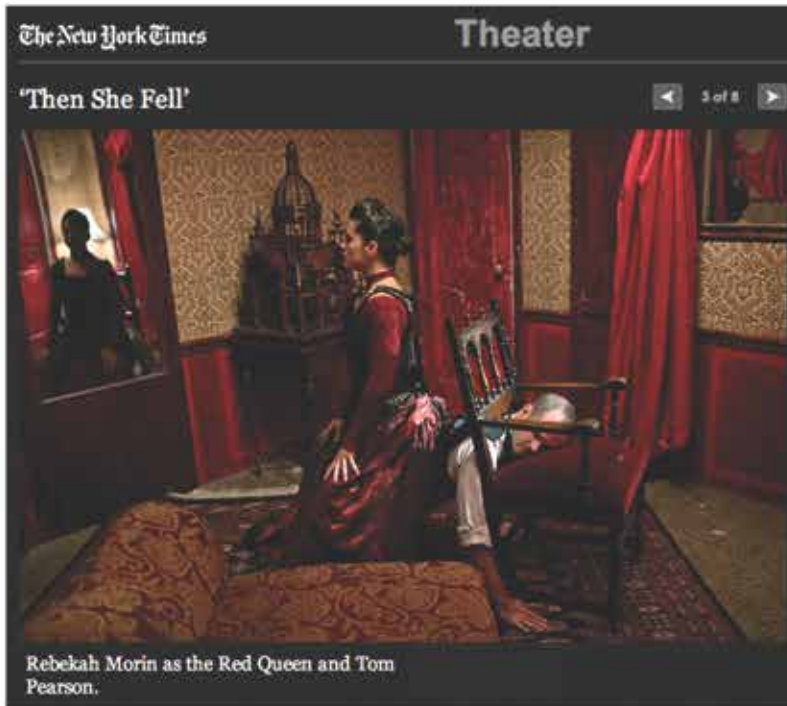 The New York Times
Theater
‘Then She Fell’
3 of 8
Rebekah Morin as the Red Queen and Tom
Pearson.